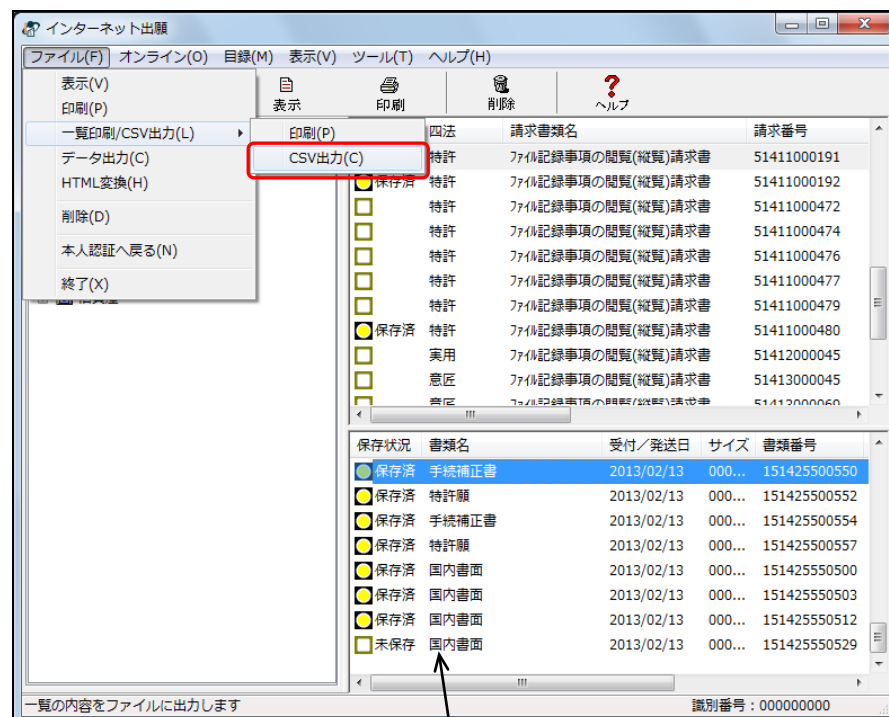 インターネット出願
ファイル(F) オンライン(O) 目録(M) 表示(V) ツール(T) ヘルプ(H)
表示 印刷 削除 ヘルプ
表示(V)
印刷(P)
一覧印刷/CSV出力(L)
データ出力(C)
HTML変換(H)
削除(D)
本人認証へ戻る(N)
終了(X)
印刷(P)
CSV出力(C)
四法 請求書類名 請求番号
特許 ファイル記録事項の閲覧(縦覧)請求書 51411000191
保存済 特許 ファイル記録事項の閲覧(縦覧)請求書 51411000192
特許 ファイル記録事項の閲覧(縦覧)請求書 51411000472
特許 ファイル記録事項の閲覧(縦覧)請求書 51411000474
特許 ファイル記録事項の閲覧(縦覧)請求書 51411000476
特許 ファイル記録事項の閲覧(縦覧)請求書 51411000477
特許 ファイル記録事項の閲覧(縦覧)請求書 51411000479
保存済 特許 ファイル記録事項の閲覧(縦覧)請求書 51411000480
実用 ファイル記録事項の閲覧(縦覧)請求書 51412000045
意匠 ファイル記録事項の閲覧(縦覧)請求書 51413000045
意匠 ファイル記録事項の閲覧(縦覧)請求書 51413000060
保存状況 書類名 受付/発送日 サイズ 書類番号
保存済 手続補正書 2013/02/13 000... 151425500550
保存済 特許願 2013/02/13 000... 151425500552
保存済 手続補正書 2013/02/13 000... 151425500554
保存済 特許願 2013/02/13 000... 151425500557
保存済 国内書面 2013/02/13 000... 151425550500
保存済 国内書面 2013/02/13 000... 151425550503
保存済 国内書面 2013/02/13 000... 151425550512
未保存 国内書面 2013/02/13 000... 151425550529
一覧の内容をファイルに出力します 識別番号：000000000